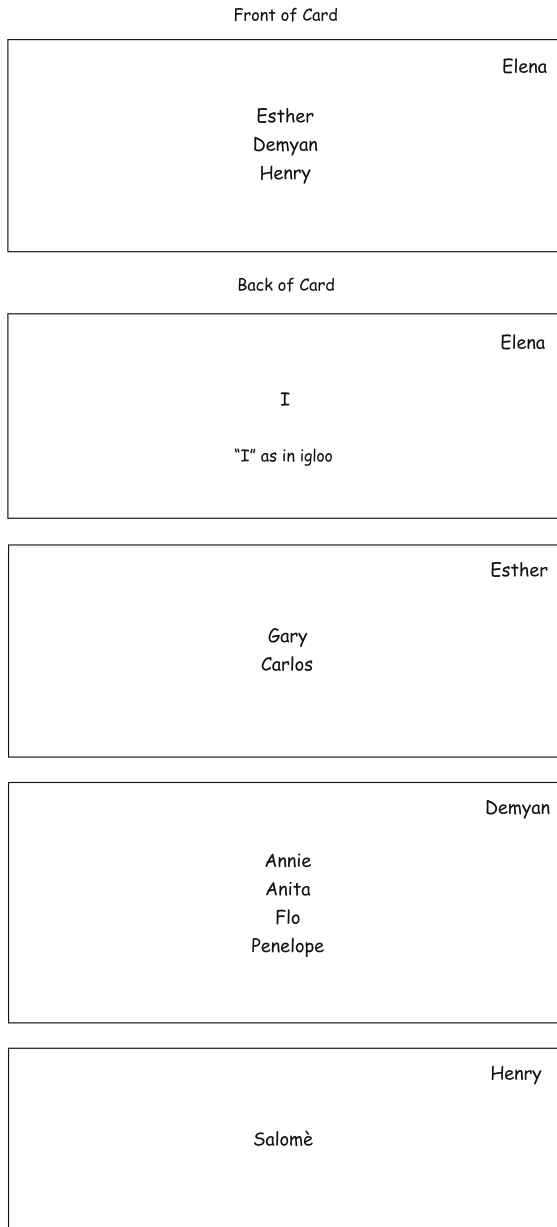 Front of Card
Elena
Esther
Demyan
Henry
Back of Card
Elena
I
“I” as in igloo
Esther
Gary
Carlos
Demyan
Annie
Anita
Flo
Penelope
Henry
Salomè